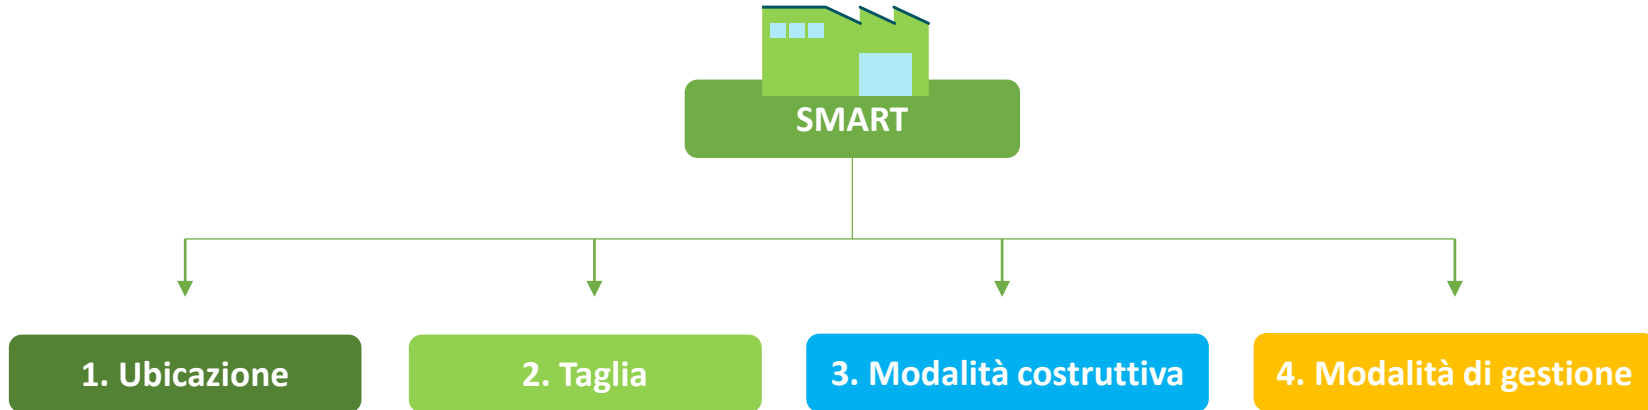 SMART
1. Ubicazione
2. Taglia
3. Modalità costruttiva
4. Modalità di gestione